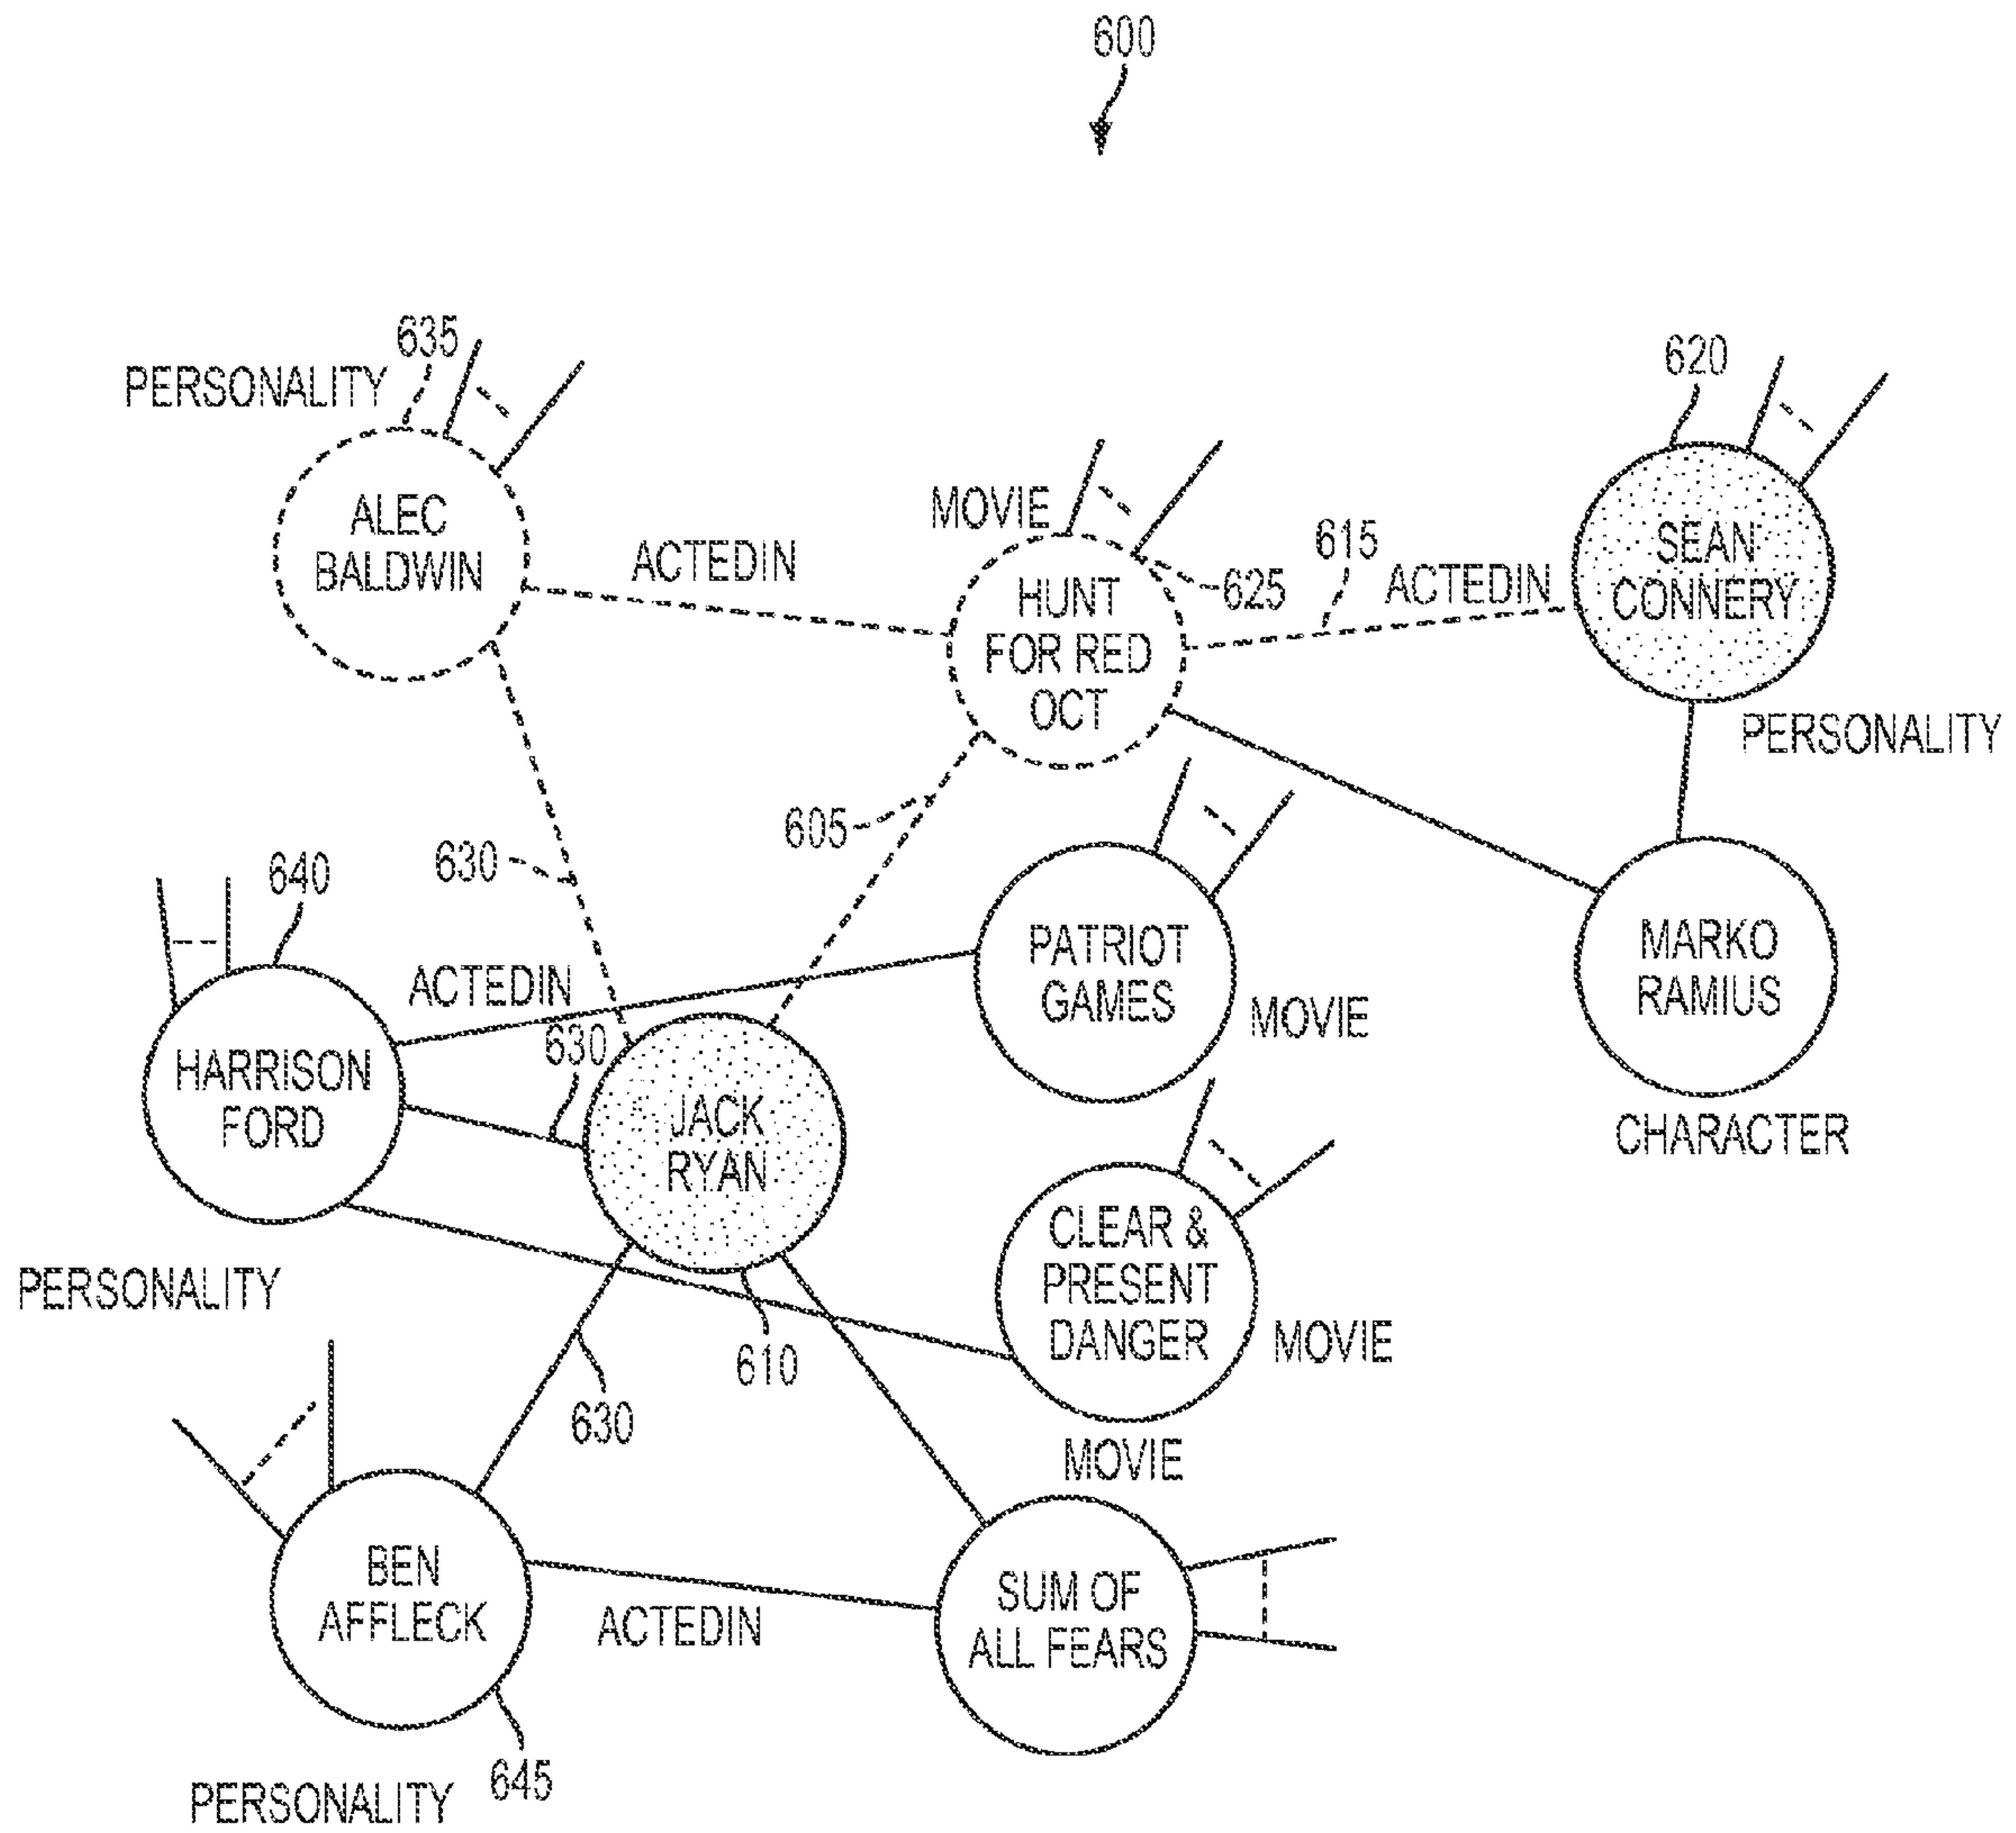 600
635
PERSONALITY
620
ALEC
BALDWIN
ACTEDIN
MOVIE
625
HUNT
FOR RED
OCT
615
ACTEDIN
SEAN
CONNERY
PERSONALITY
605
630
640
ACTEDIN
PATRIOT
GAMES
MOVIE
MARKO
RAMIUS
CHARACTER
HARRISON
FORD
630
JACK
RYAN
PERSONALITY
610
CLEAR &
PRESENT
DANGER
MOVIE
630
MOVIE
BEN
AFFLECK
ACTEDIN
SUM OF
ALL FEARS
645
PERSONALITY